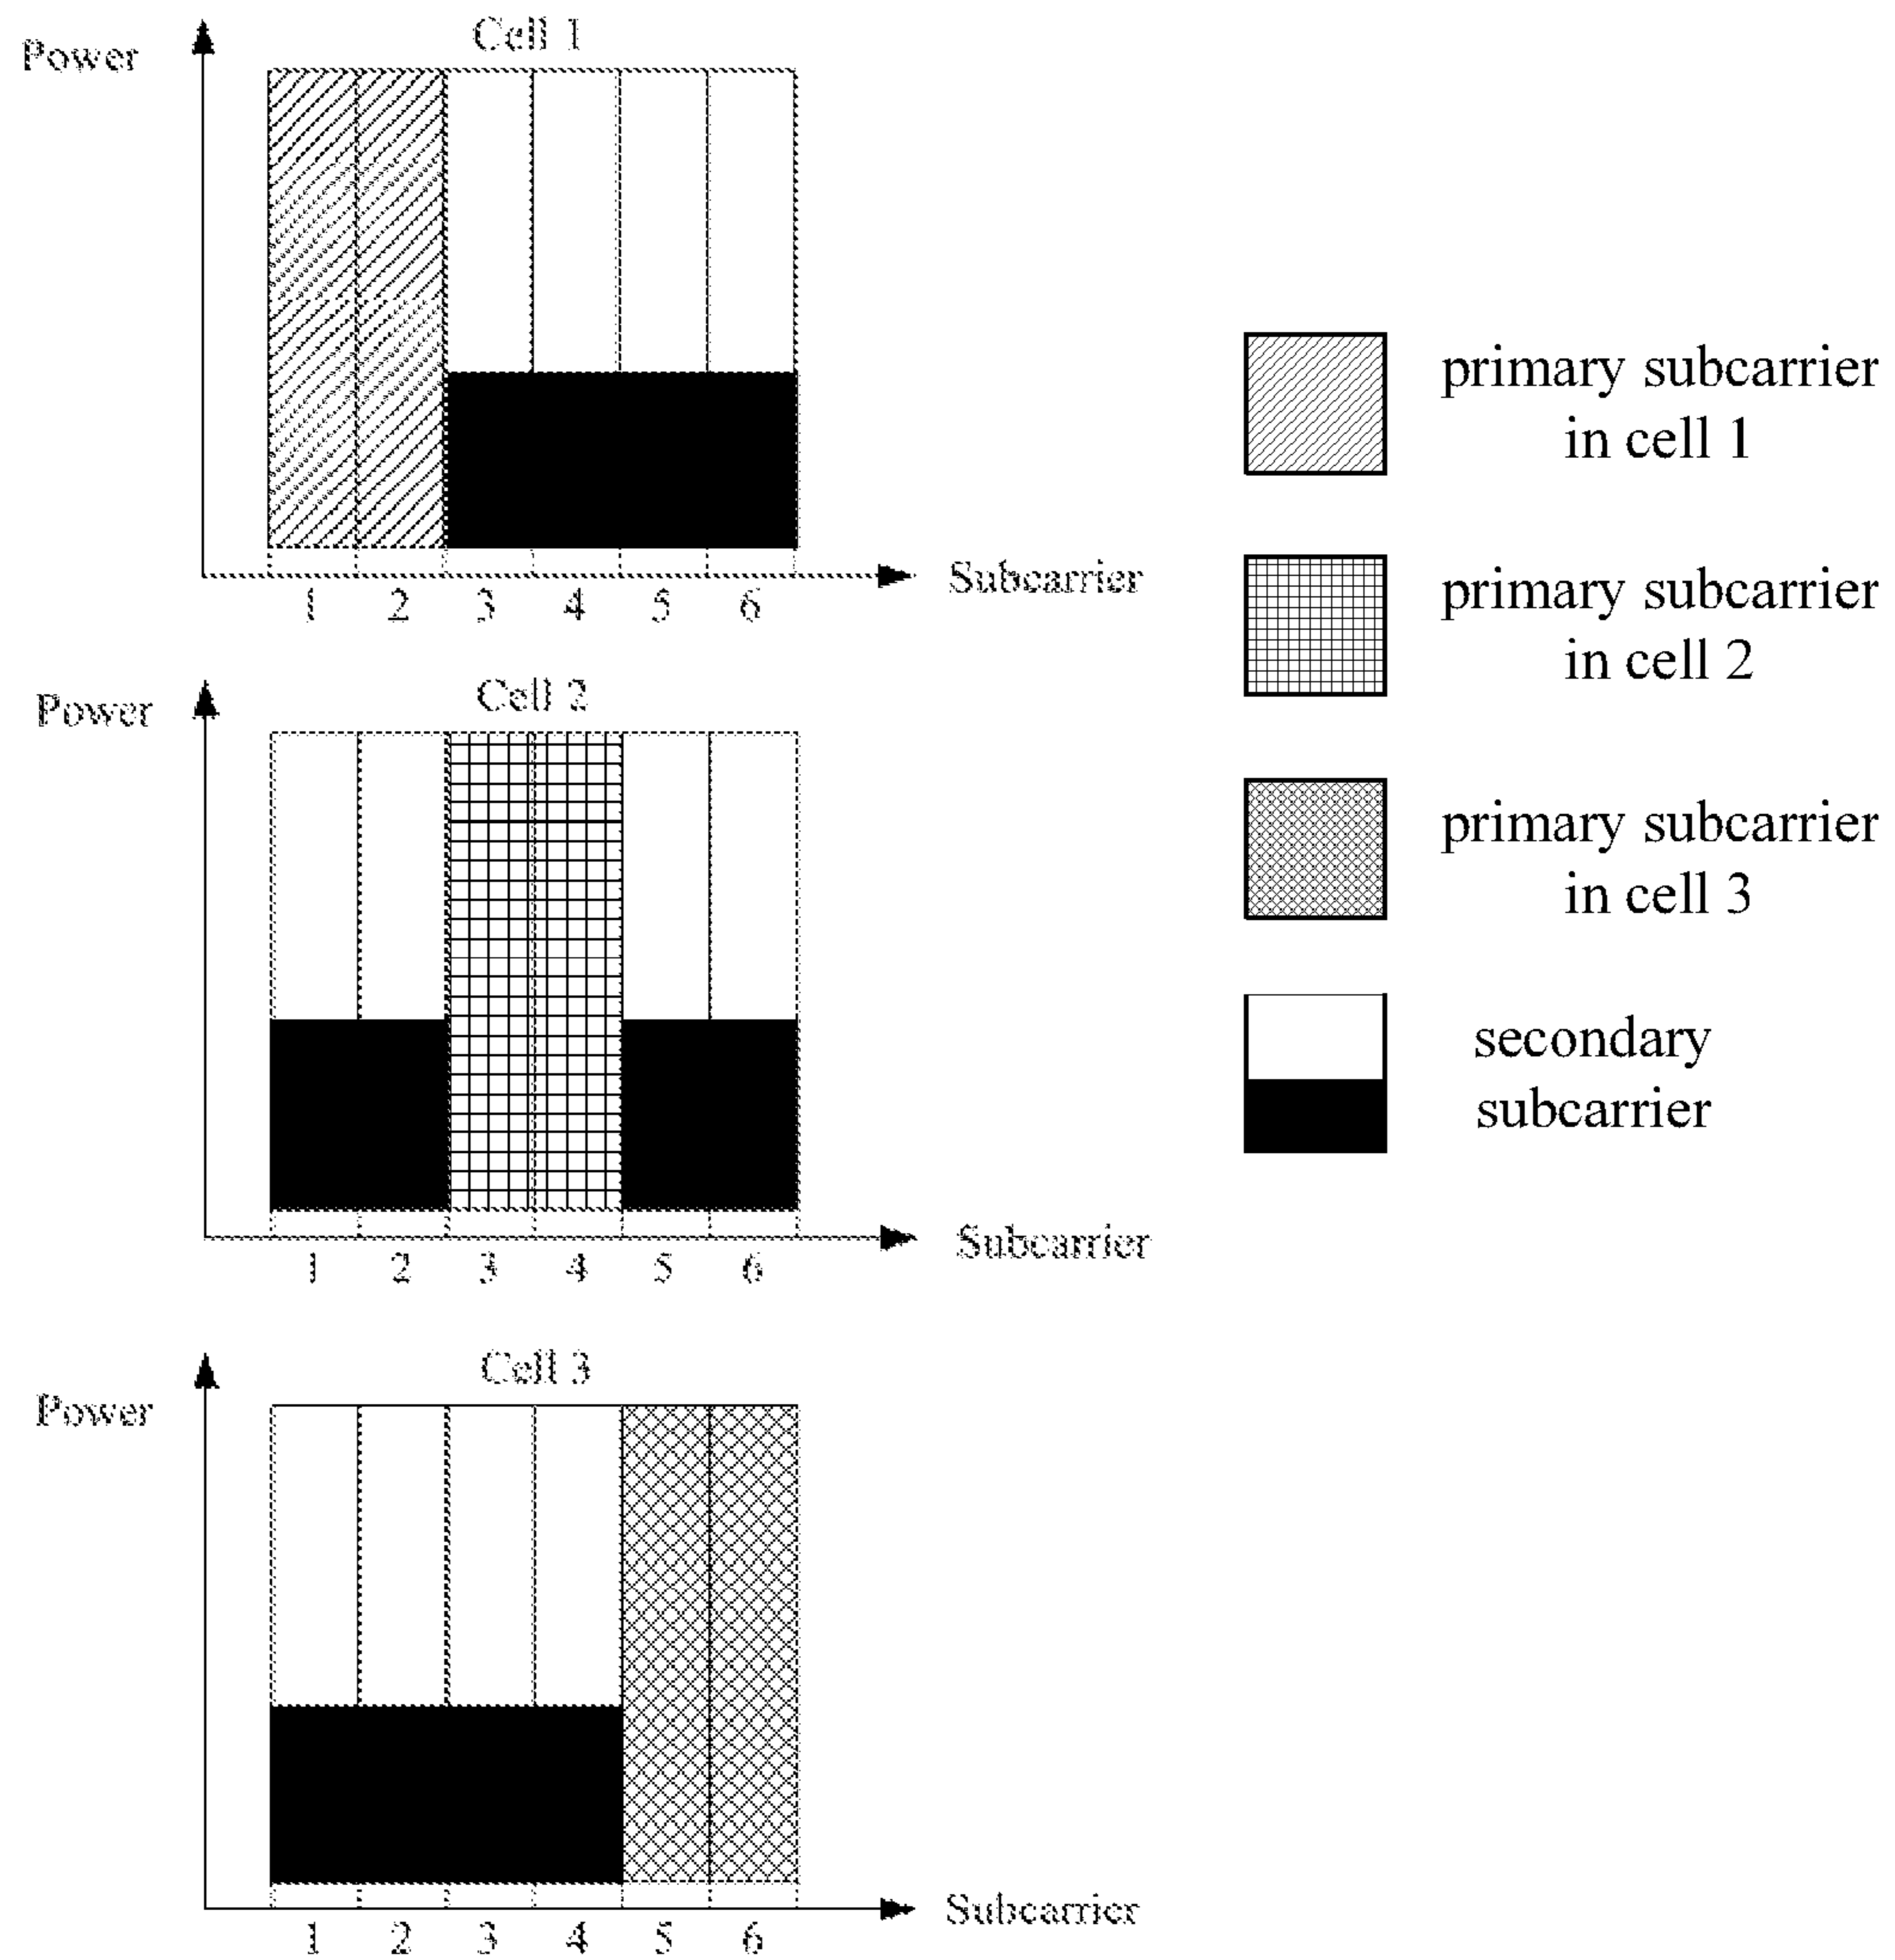 Cell 1
Power
Subcarrier
1 2 3 4 5 6
Cell 2
Power
Subcarrier
1 2 3 4 5 6
Cell 3
Power
Subcarrier
1 2 3 4 5 6
primary subcarrier
in cell 1
primary subcarrier
in cell 2
primary subcarrier
in cell 3
secondary
subcarrier